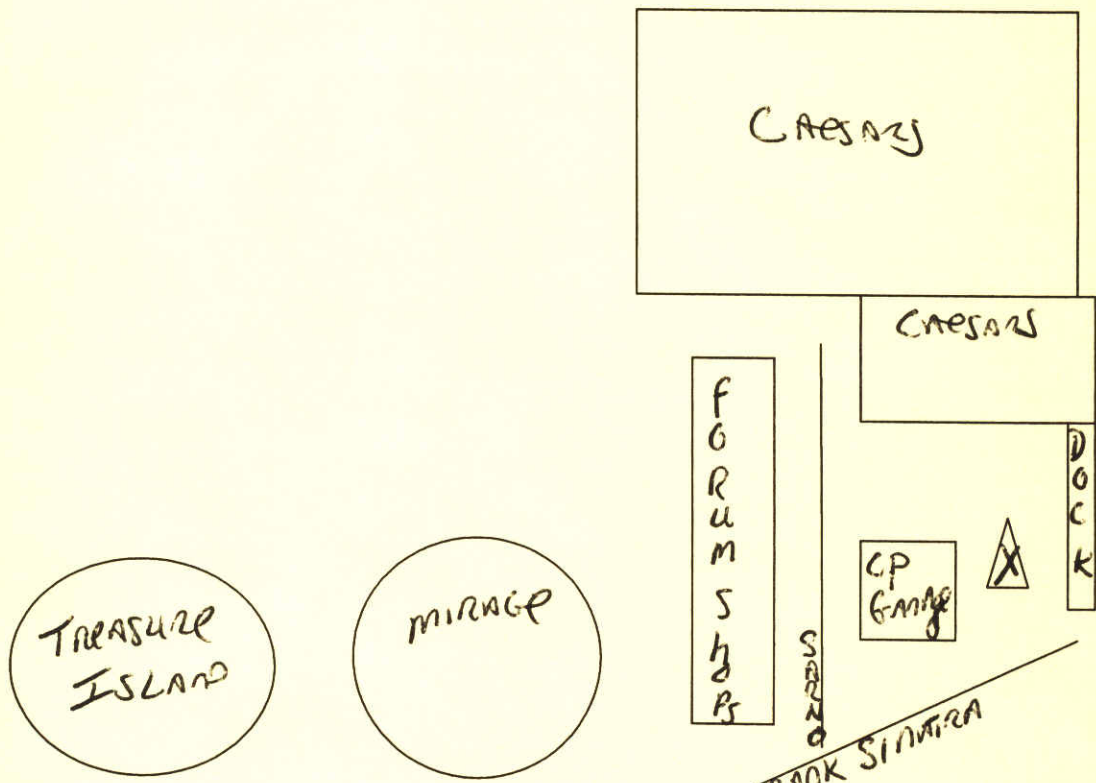 CAESARS
CAESARS
FORUM ShoPs
DOCK
X
CP
GARAGE
TREASURE
ISLAND
MIRAGE
SARNO
SINATRA